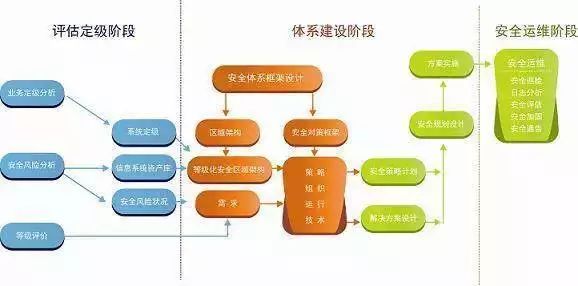 评估定级阶段
体系建设阶段
安全运维阶段
业务定级分析
系统定级
安全风险分析
信息系统资产库
安全风险状况
等级评价
安全体系框架设计
区域架构
安全对策框架
等级化安全区域架构
需 求
策 略
组 织
运 行
技 术
安全策略计划
解决方案设计
安全规划设计
方案实施
安全运维
安全巡检
日志分析
安全评估
安全加固
安全通告